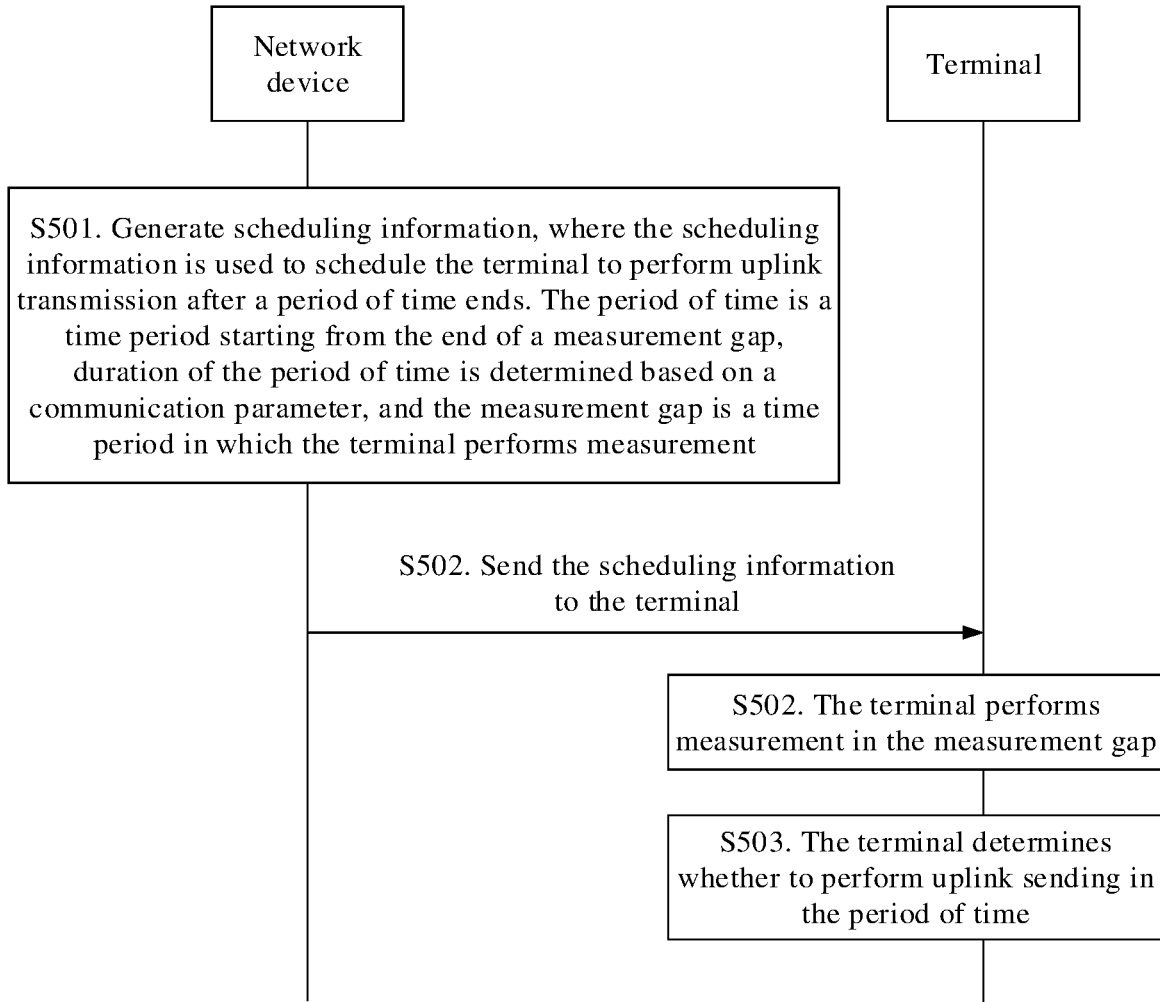 Network
device
Terminal
S501. Generate scheduling information, where the scheduling
information is used to schedule the terminal to perform uplink
transmission after a period of time ends. The period of time is a
time period starting from the end of a measurement gap,
duration of the period of time is determined based on a
communication parameter, and the measurement gap is a time
period in which the terminal performs measurement
S502. Send the scheduling information
to the terminal
S502. The terminal performs
measurement in the measurement gap
S503. The terminal determines
whether to perform uplink sending in
the period of time